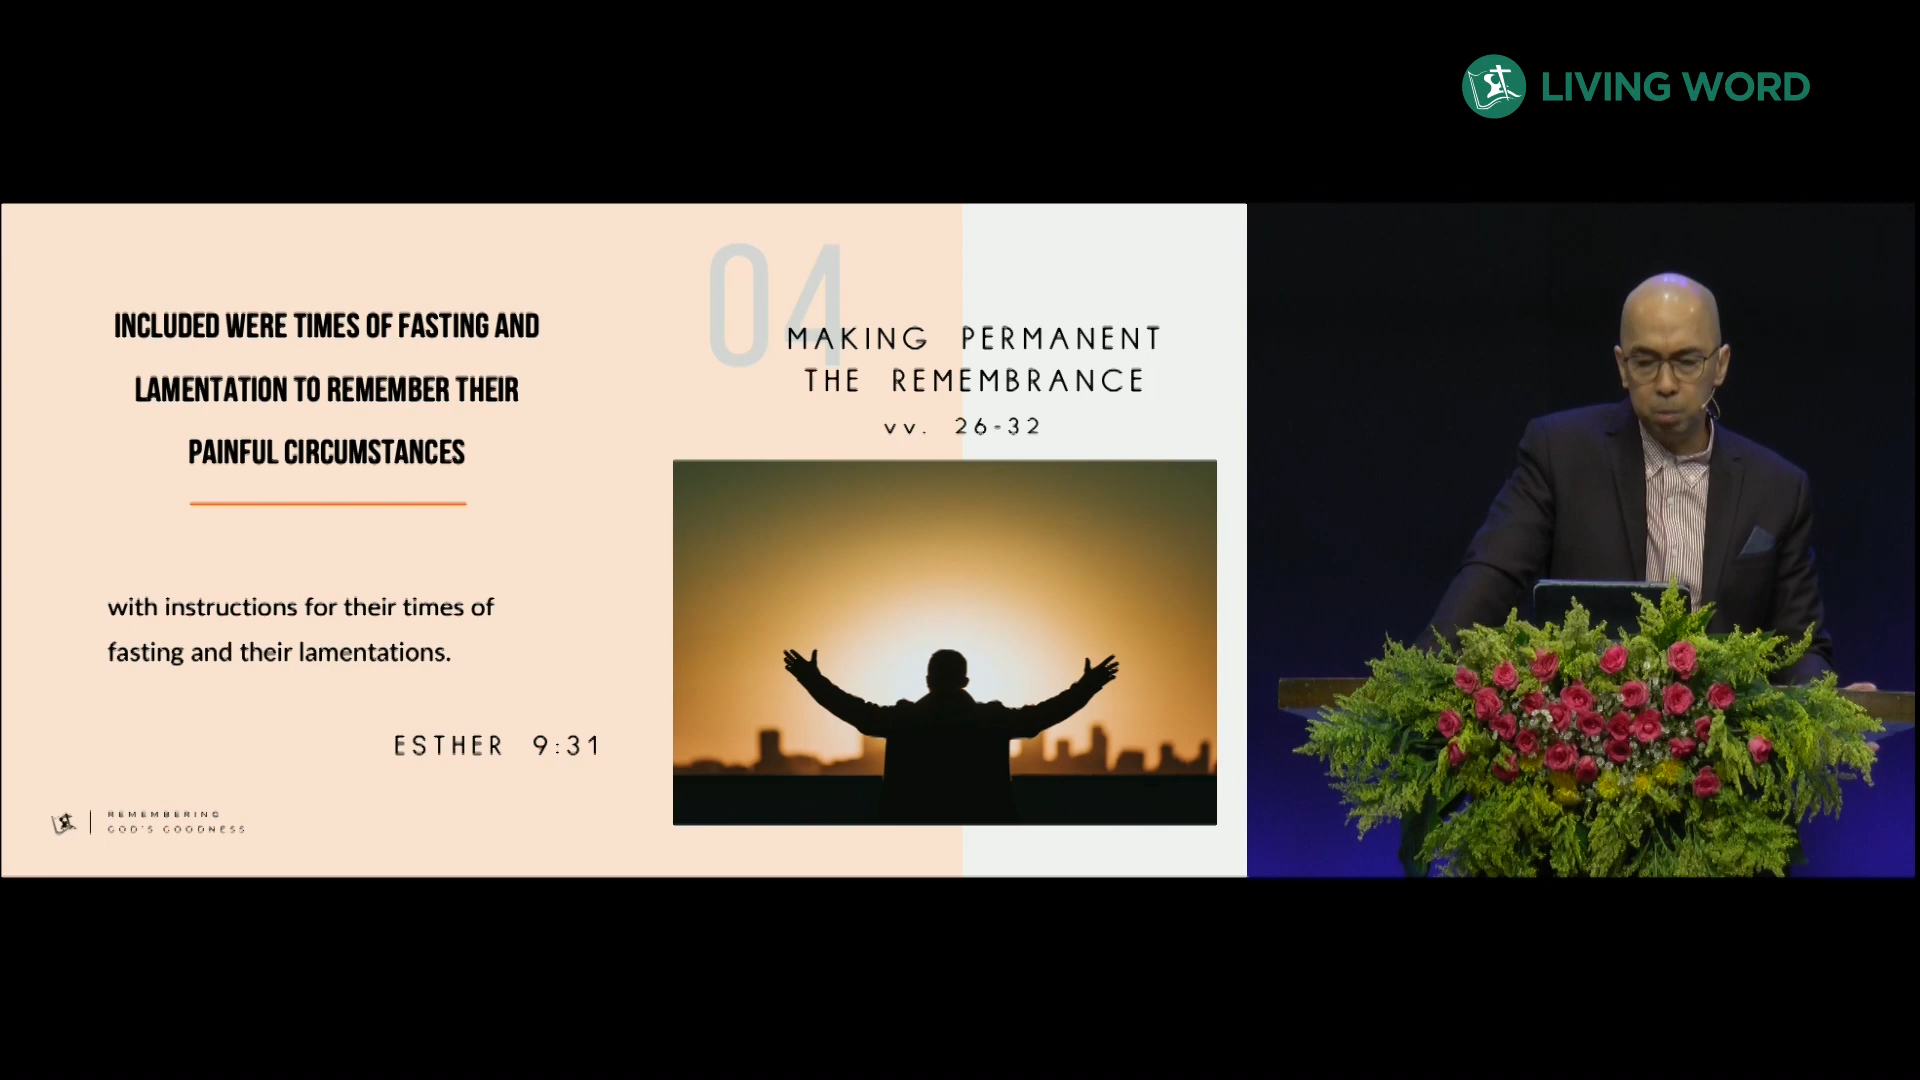 LIVING WORD
INCLUDED WERE TIMES OF FASTING AND
LAMENTATION TO REMEMBER THEIR
PAINFUL CIRCUMSTANCES
with instructions for their times of
fasting and their lamentations.
ESTHER 9:31
REMEMBERING
GOD'S GOODNESS
04
MAKING PERMANENT
THE REMEMBRANCE
vv. 26-32